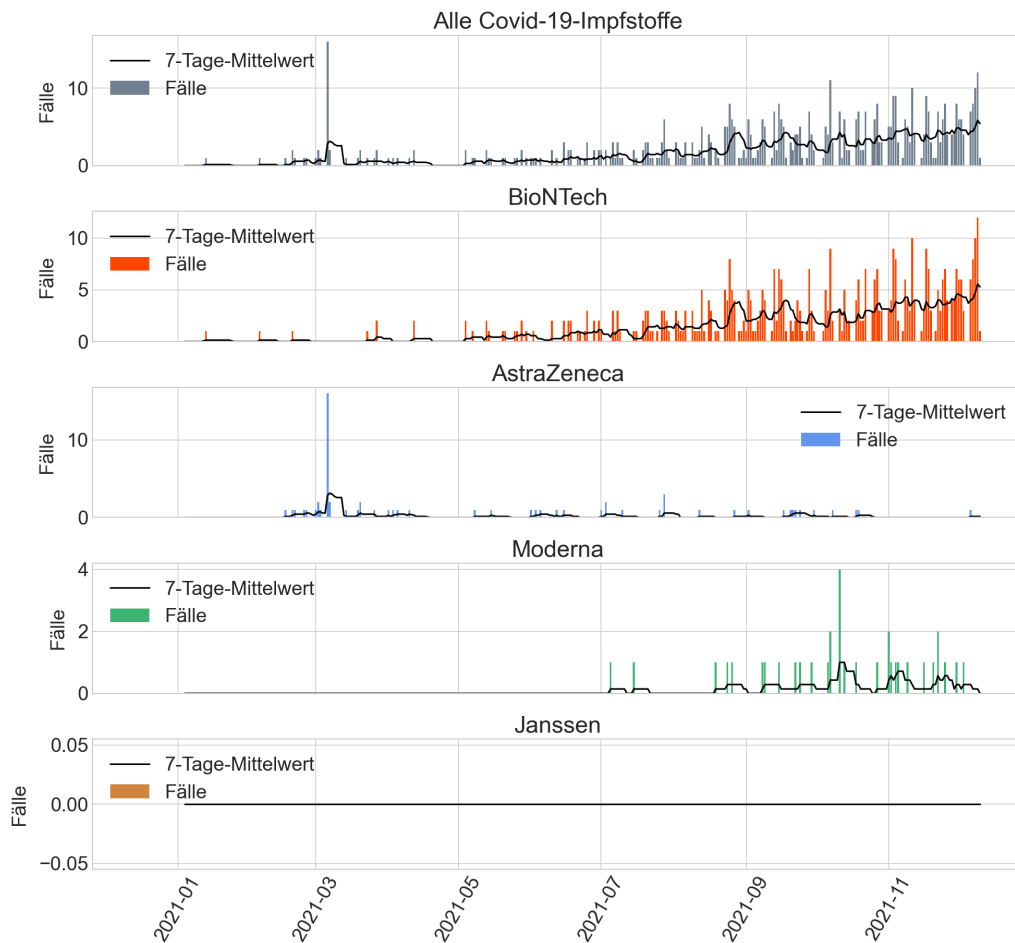 Alle Covid-19-Impfstoffe
7-Tage-Mittelwert
Fälle
Fälle
10
0
BioNTech
7-Tage-Mittelwert
Fälle
Fälle
10
5
0
AstraZeneca
7-Tage-Mittelwert
Fälle
Fälle
10
0
Moderna
7-Tage-Mittelwert
Fälle
Fälle
4
2
0
Janssen
7-Tage-Mittelwert
Fälle
Fälle
0.05
0.00
−0.05
2021-01
2021-03
2021-05
2021-07
2021-09
2021-11